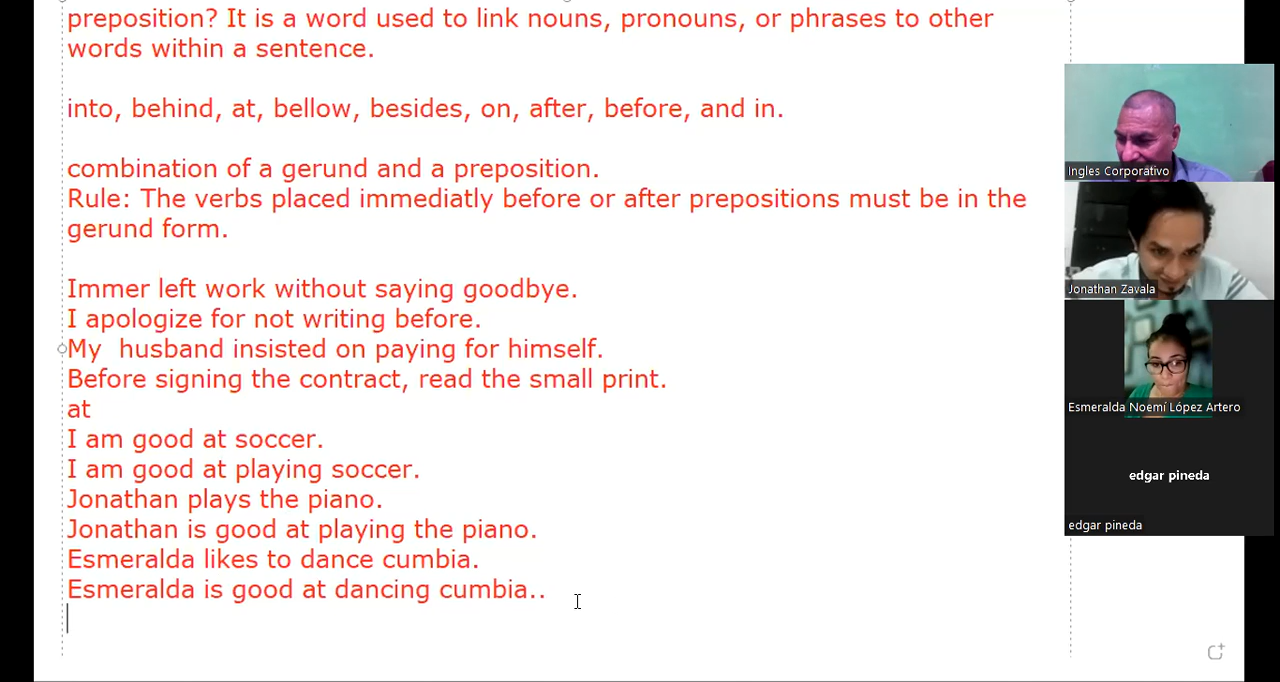 preposition? It is a word used to link nouns, pronouns, or phrases to other
words within a sentence.
into, behind, at, bellow, besides, on, after, before, and in.
combination of a gerund and a preposition.
Rule: The verbs placed immediatly before or after prepositions must be in the
gerund form.
Immer left work without saying goodbye.
I apologize for not writing before.
My  husband insisted on paying for himself.
Before signing the contract, read the small print.
at
I am good at soccer.
I am good at playing soccer.
Jonathan plays the piano.
Jonathan is good at playing the piano.
Esmeralda likes to dance cumbia.
Esmeralda is good at dancing cumbia..
Ingles Corporativo
Jonathan Zavala
Esmeralda Noemí López Artero
edgar pineda
edgar pineda